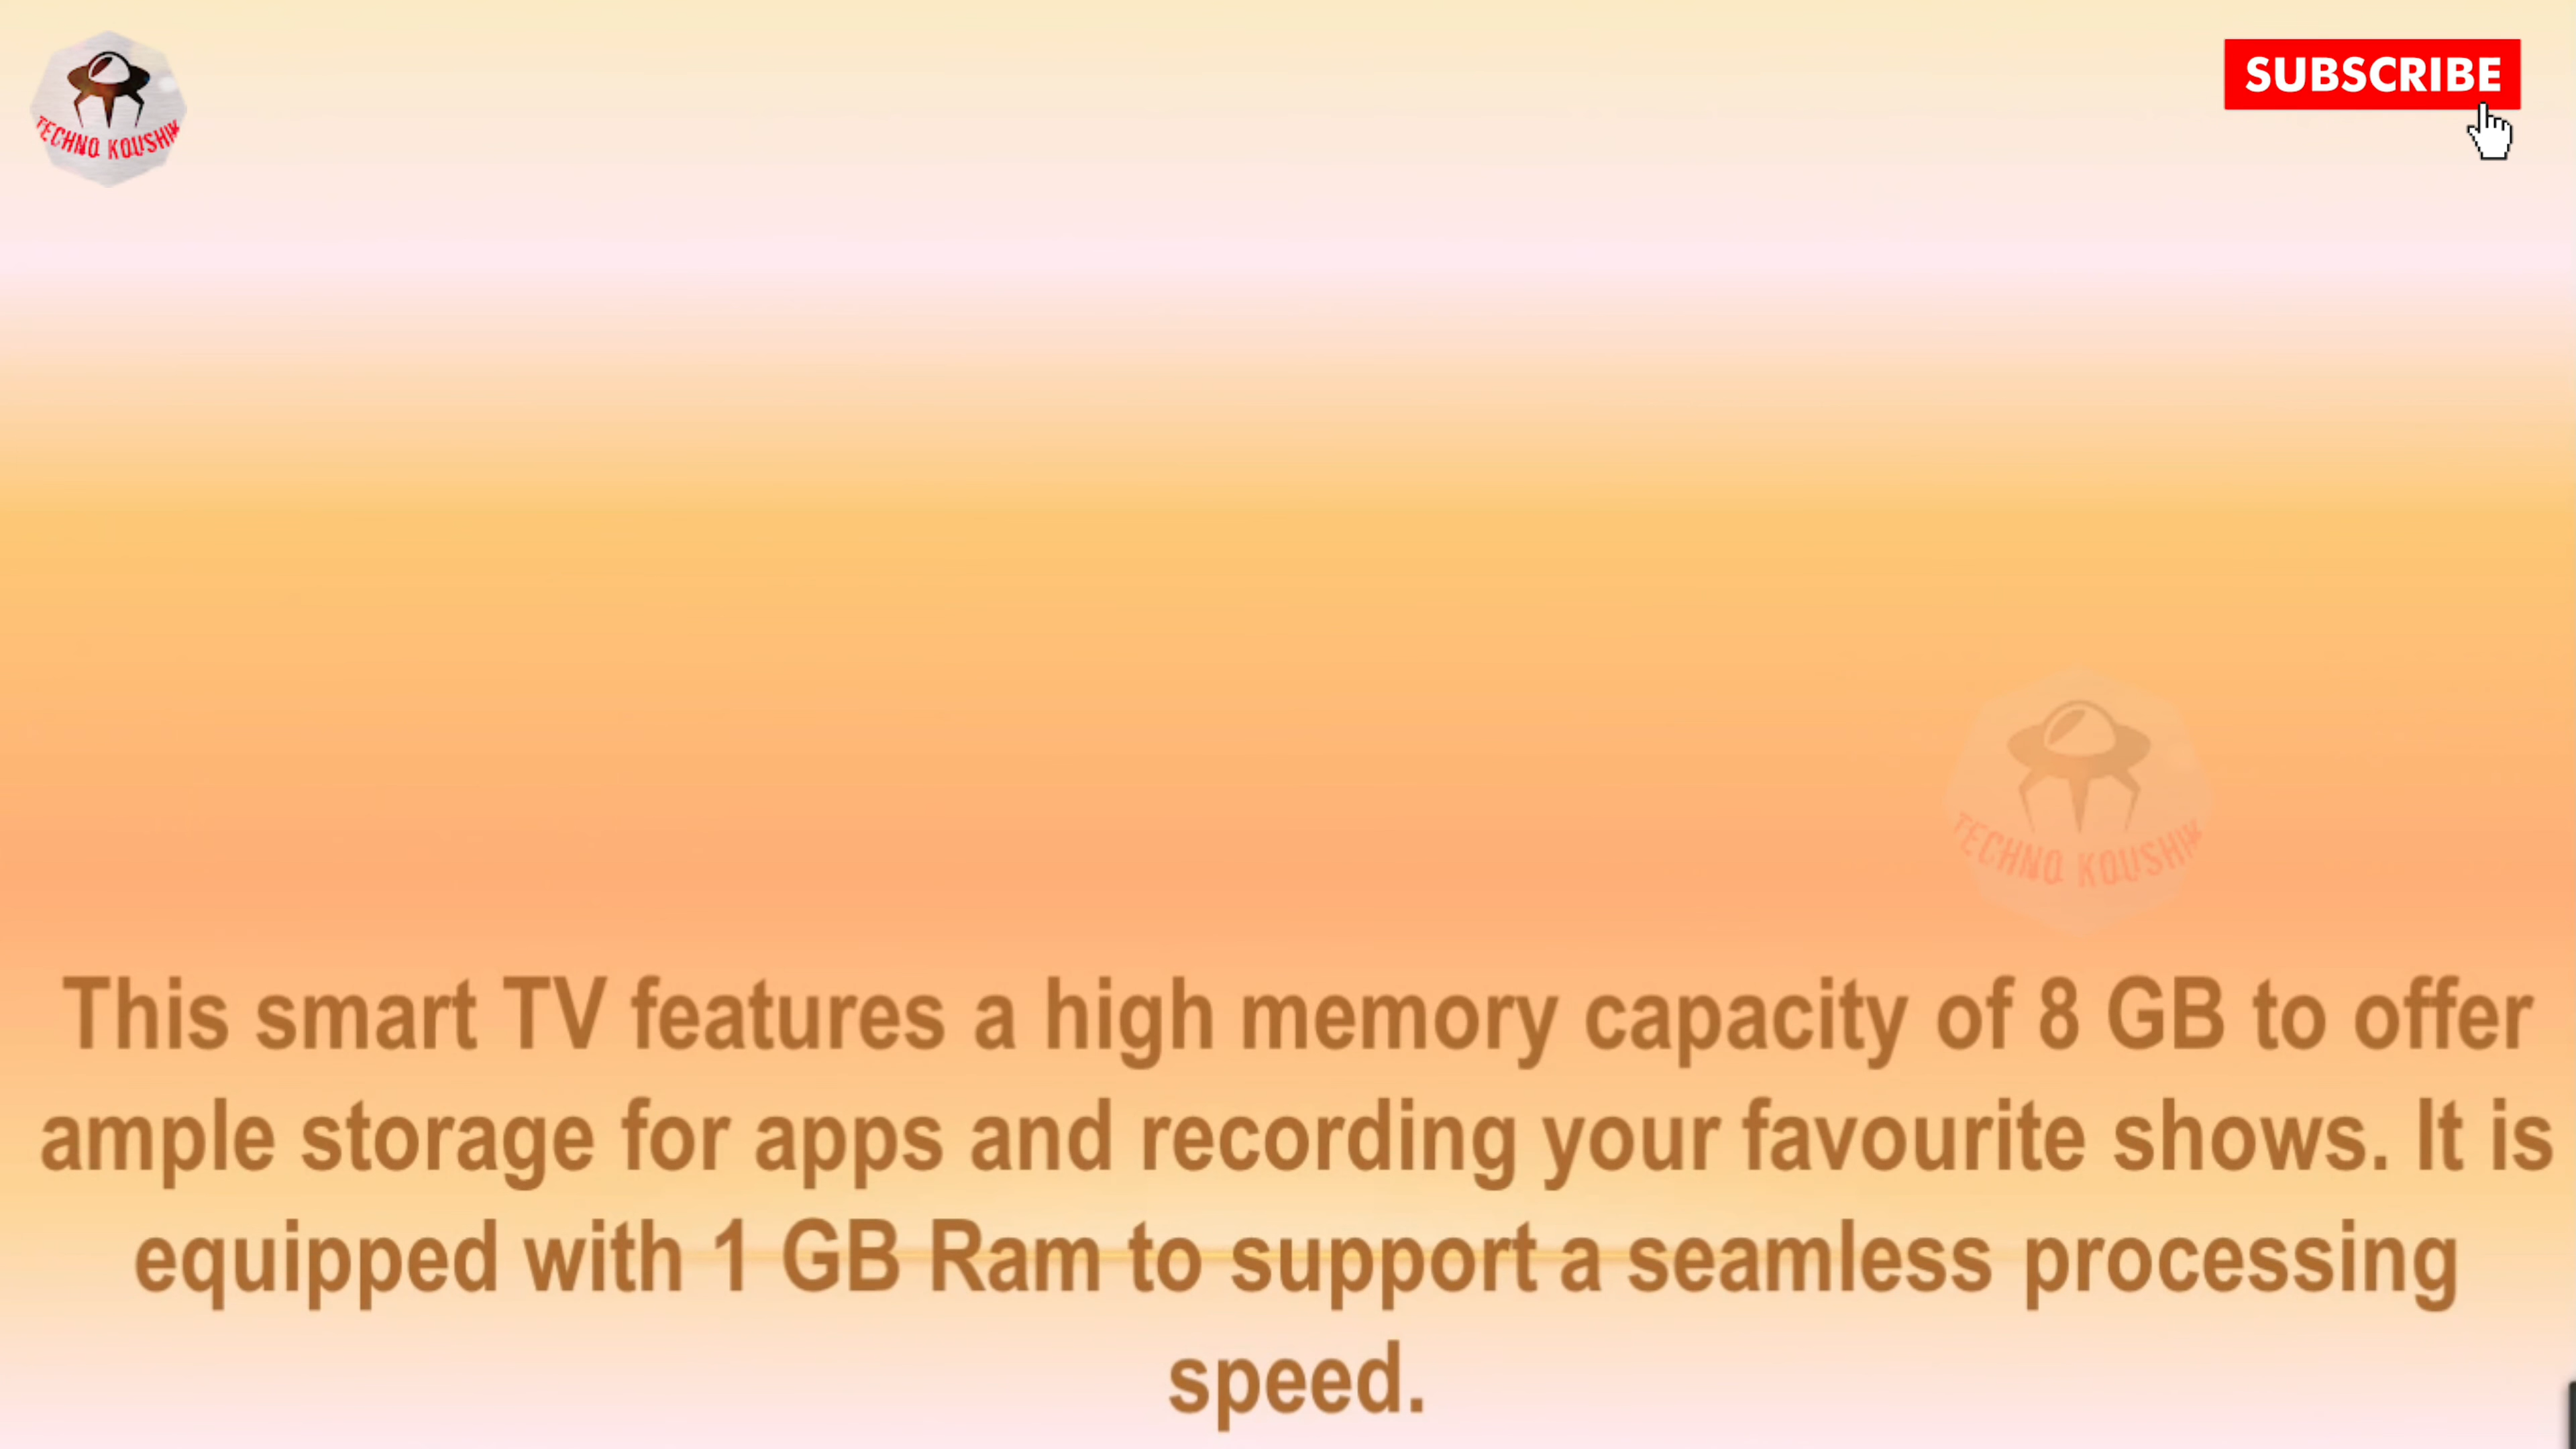 TECHNO KOUSHIK
SUBSCRIBE
TECHNO KOUSHIK
This smart TV features a high memory capacity of 8 GB to offer
ample storage for apps and recording your favourite shows. It is
equipped with 1 GB Ram to support a seamless processing
speed.